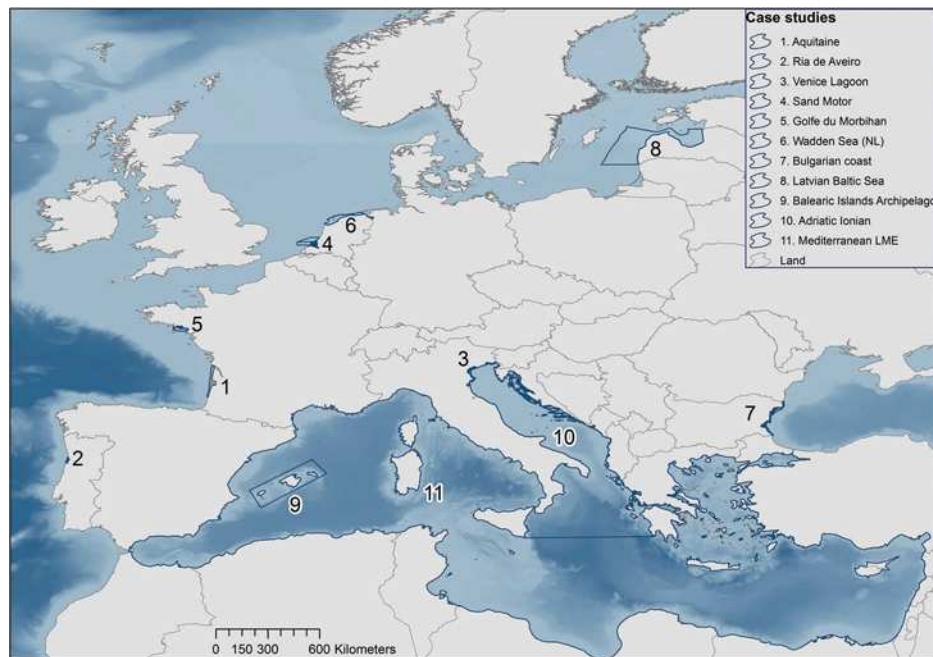 Case studies
1. Aquitaine
2. Ria de Aveiro
3. Venice Lagoon
4. Sand Motor
5. Golfe du Morbihan
6. Wadden Sea (NL)
7. Bulgarian coast
8. Latvian Baltic Sea
9. Balearic Islands Archipelago
10. Adriatic Ionian
11. Mediterranean LME
Land
8
6
4
5
3
1
7
10
2
11
9
0 150 300 600 Kilometers